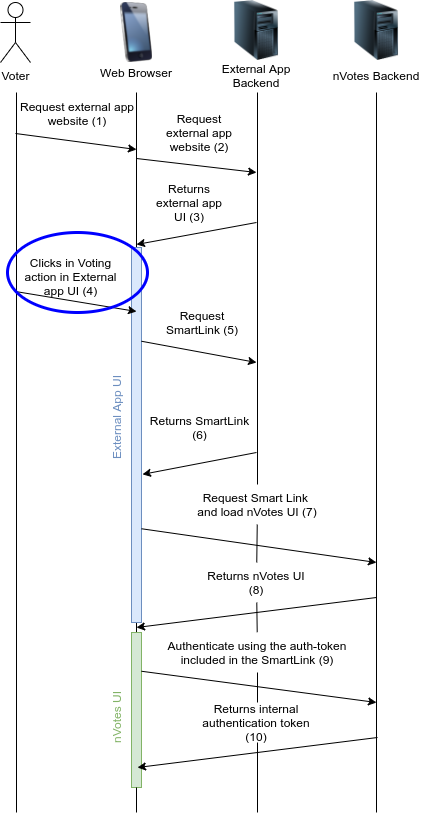 Voter
Web Browser
External App
Backend
nVotes Backend
Request external app
website (1)
Request
external app
website (2)
Returns
external app
UI (3)
Clicks in Voting
action in External
app UI (4)
Request
SmartLink (5)
External App UI
Returns SmartLink
(6)
Request Smart Link
and load nVotes UI (7)
Returns nVotes UI
(8)
Authenticate using the auth-token
included in the SmartLink (9)
nVotes UI
Returns internal
authentication token
(10)